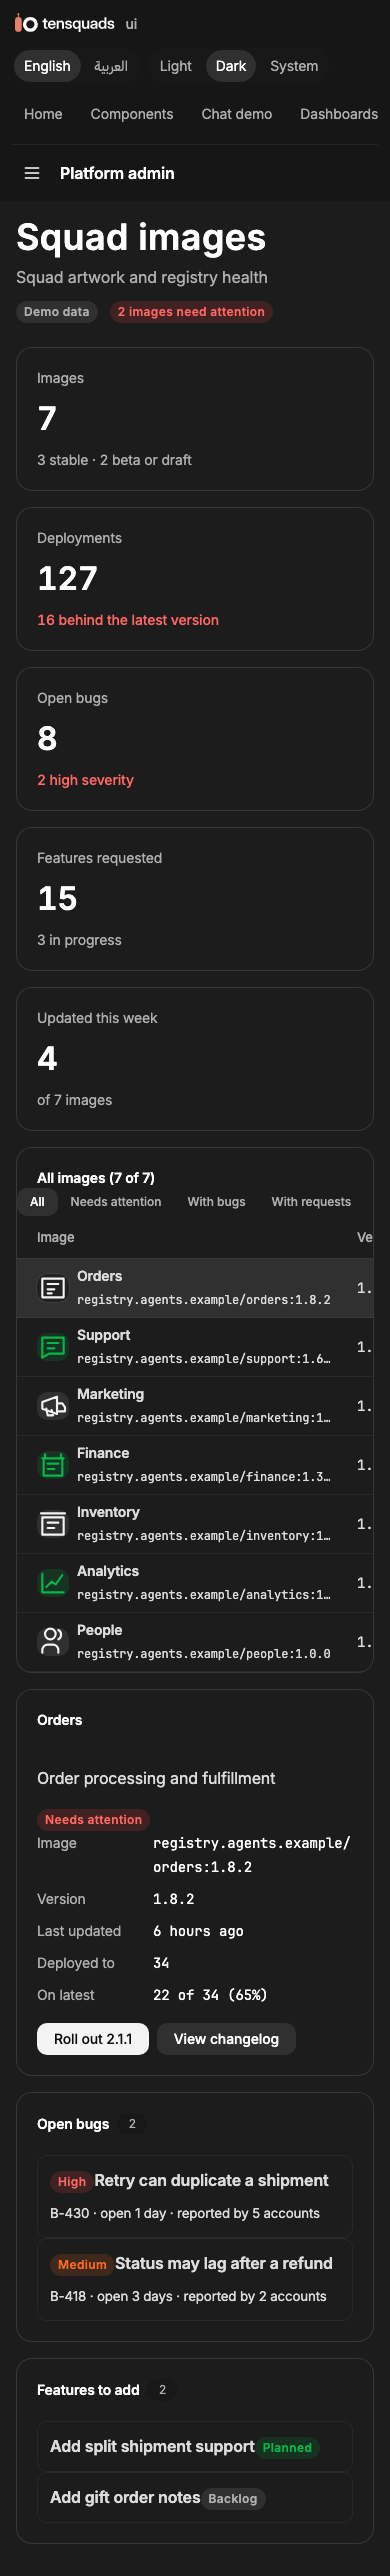 tensquads ui
English العربية Light Dark System
Home Components Chat demo Dashboards
Platform admin
Squad images
Squad artwork and registry health
Demo data 2 images need attention
Images
7
3 stable · 2 beta or draft
Deployments
127
16 behind the latest version
Open bugs
8
2 high severity
Features requested
15
3 in progress
Updated this week
4
of 7 images
All images (7 of 7)
All Needs attention With bugs With requests
Image Ve
Orders
registry.agents.example/orders:1.8.2 1.
Support
registry.agents.example/support:1.6… 1.
Marketing
registry.agents.example/marketing:1… 1.
Finance
registry.agents.example/finance:1.3… 1.
Inventory
registry.agents.example/inventory:1… 1.
Analytics
registry.agents.example/analytics:1… 1.
People
registry.agents.example/people:1.0.0 1.
Orders
Order processing and fulfillment
Needs attention
Image registry.agents.example/
orders:1.8.2
Version 1.8.2
Last updated 6 hours ago
Deployed to 34
On latest 22 of 34 (65%)
Roll out 2.1.1 View changelog
Open bugs 2
High Retry can duplicate a shipment
B-430 · open 1 day · reported by 5 accounts
Medium Status may lag after a refund
B-418 · open 3 days · reported by 2 accounts
Features to add 2
Add split shipment support Planned
Add gift order notes Backlog